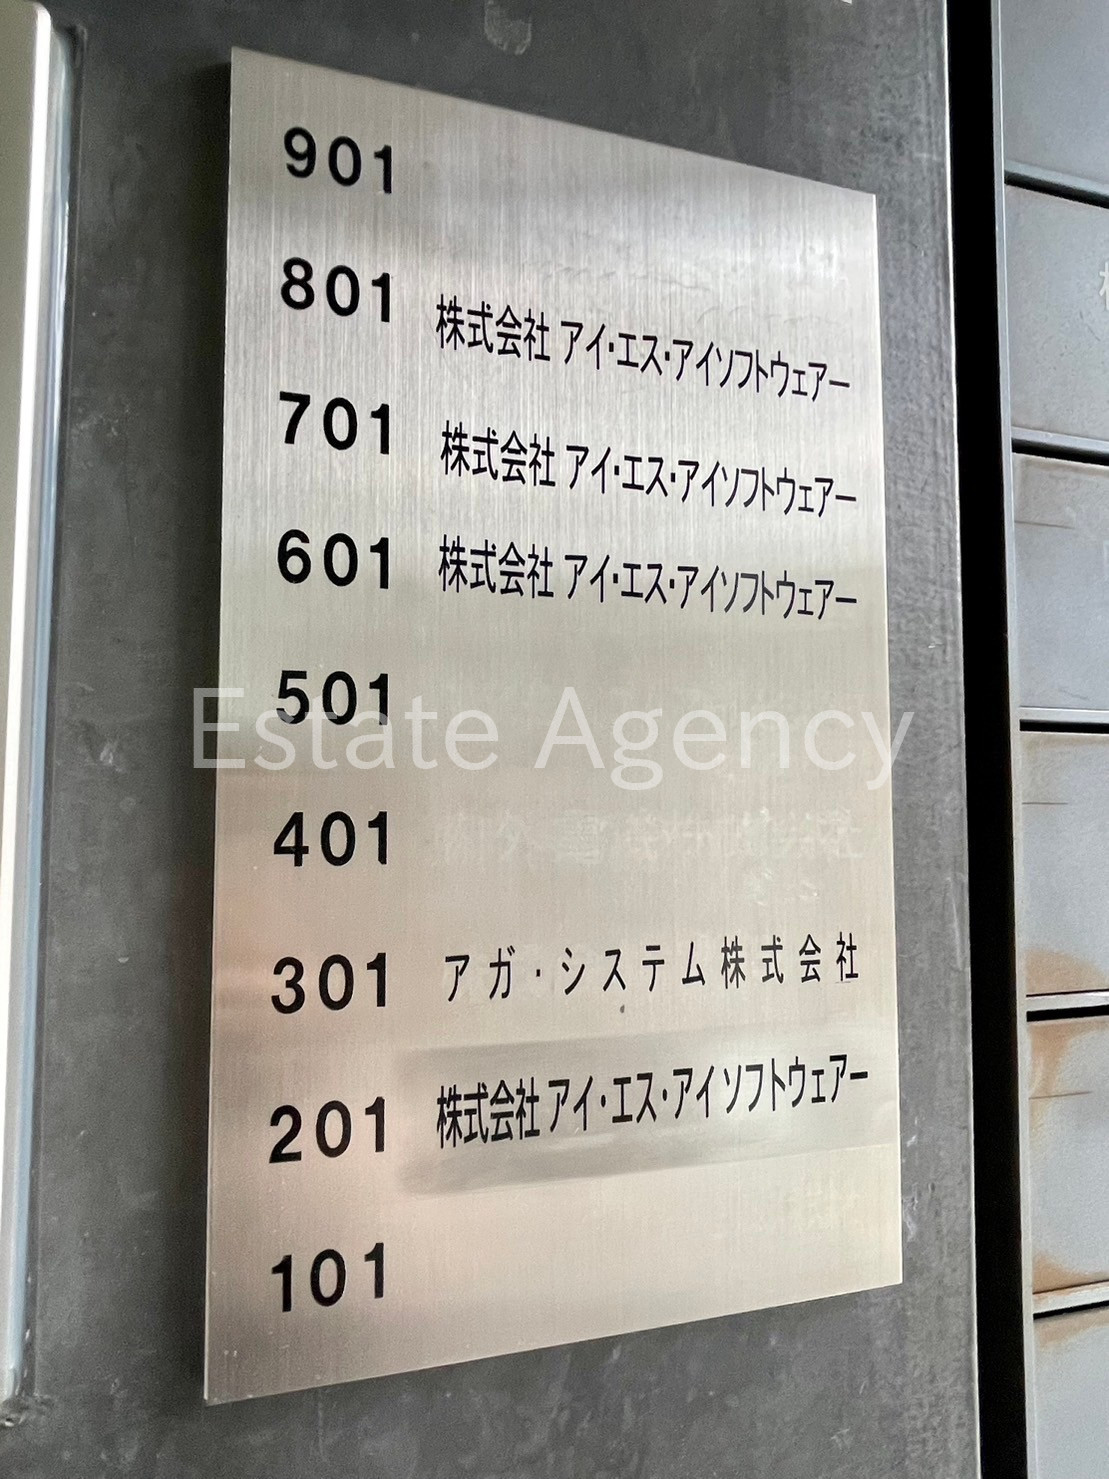 901
801 株式会社 アイ・エス・アイソフトウェアー
701 株式会社 アイ・エス・アイソフトウェアー
601 株式会社 アイ・エス・アイソフトウェアー
501
Estate Agency
401
301 アガ・システム株式会社
201 株式会社 アイ・エス・アイソフトウェアー
101